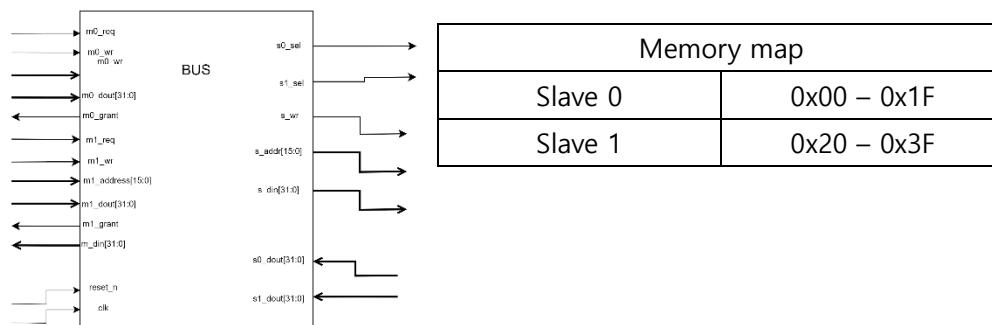 m0_req
m0_wr
m0_wr
m0_dout[31:0]
m0_grant
m1_req
m1_wr
m1_address[15:0]
m1_dout[31:0]
m1_grant
m_din[31:0]
reset_n
clk
BUS
s0_sel
s1_sel
s_wr
s_addr[15:0]
s_din[31:0]
s0_dout[31:0]
s1_dout[31:0]
Memory map
Slave 0 0x00 – 0x1F
Slave 1 0x20 – 0x3F